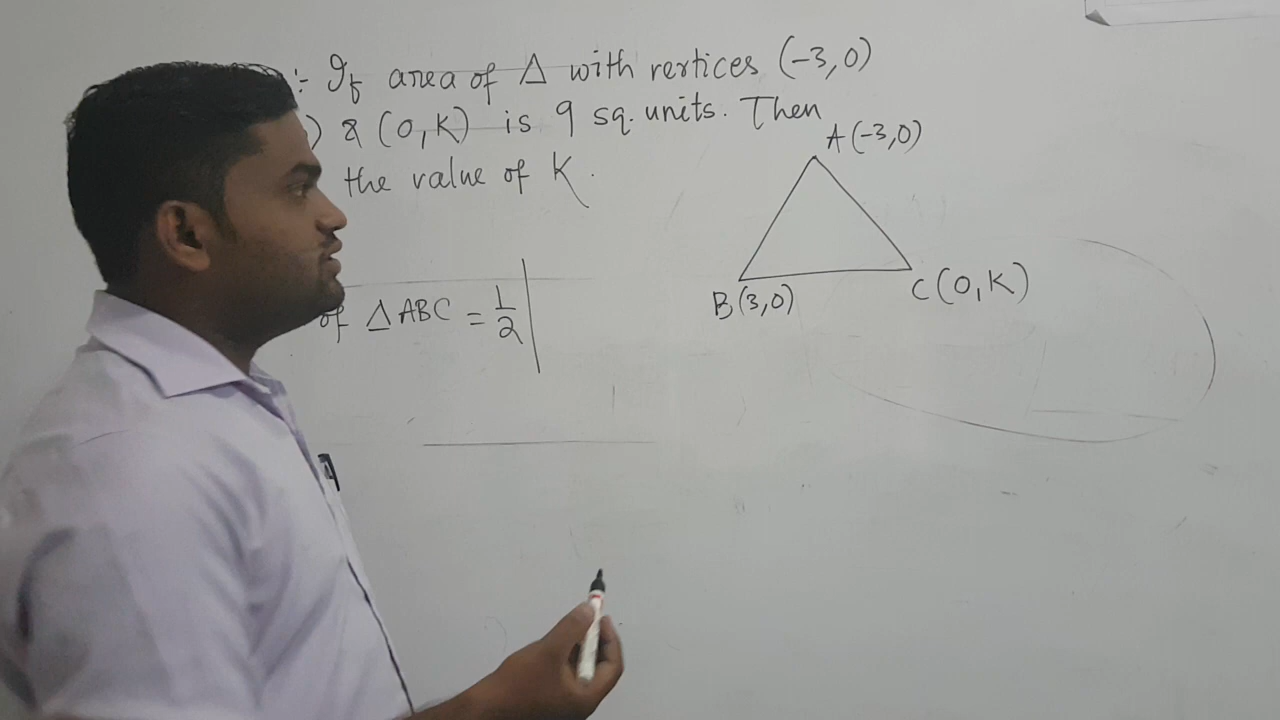 :- If area of Δ with vertices (-3,0)
) & (0,K) is 9 sq. units. Then
the value of K.
A(-3,0)
B(3,0)
C(0,K)
of ΔABC = 1/2 |